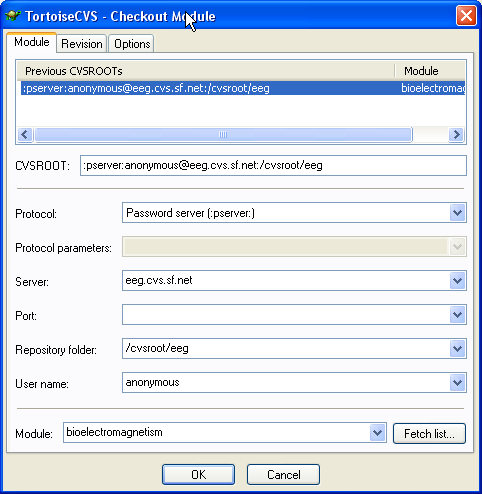 TortoiseCVS - Checkout Module
Module Revision Options
Previous CVSROOTs Module
:pserver:anonymous@eeg.cvs.sf.net:/cvsroot/eeg bioelectromag
CVSROOT: :pserver:anonymous@eeg.cvs.sf.net:/cvsroot/eeg
Protocol: Password server (:pserver:)
Protocol parameters:
Server: eeg.cvs.sf.net
Port:
Repository folder: /cvsroot/eeg
User name: anonymous
Module: bioelectromagnetism Fetch list...
OK Cancel